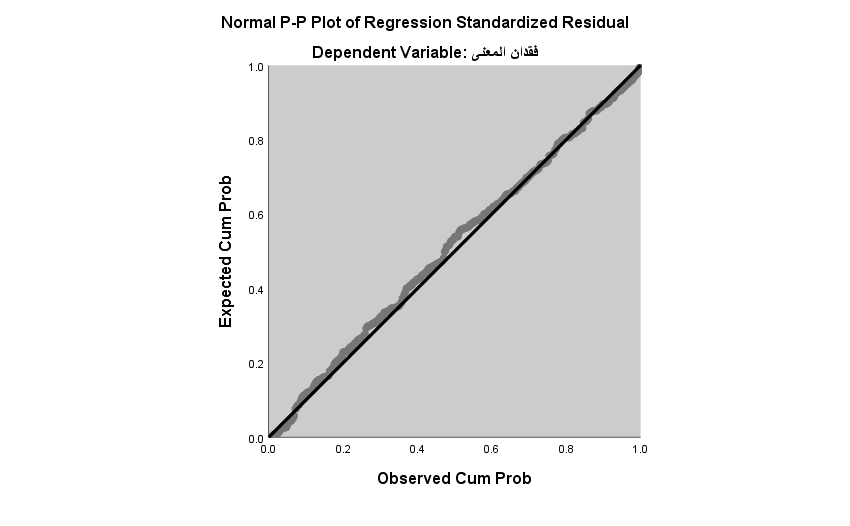 Normal P-P Plot of Regression Standardized Residual
Dependent Variable: فقدان المعنى
1.0
0.8
0.6
0.4
0.2
0.0
Expected Cum Prob
0.0 0.2 0.4 0.6 0.8 1.0
Observed Cum Prob